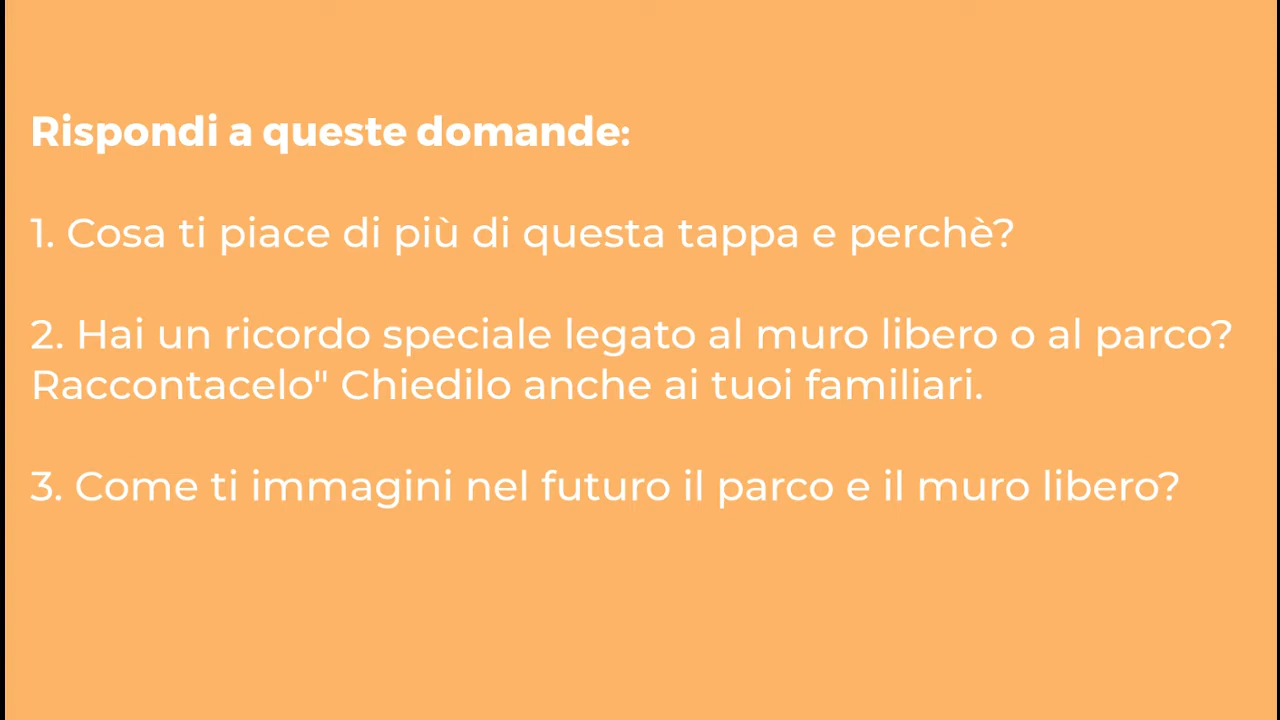 Rispondi a queste domande:
1. Cosa ti piace di più di questa tappa e perchè?
2. Hai un ricordo speciale legato al muro libero o al parco?
Raccontacelo" Chiedilo anche ai tuoi familiari.
3. Come ti immagini nel futuro il parco e il muro libero?